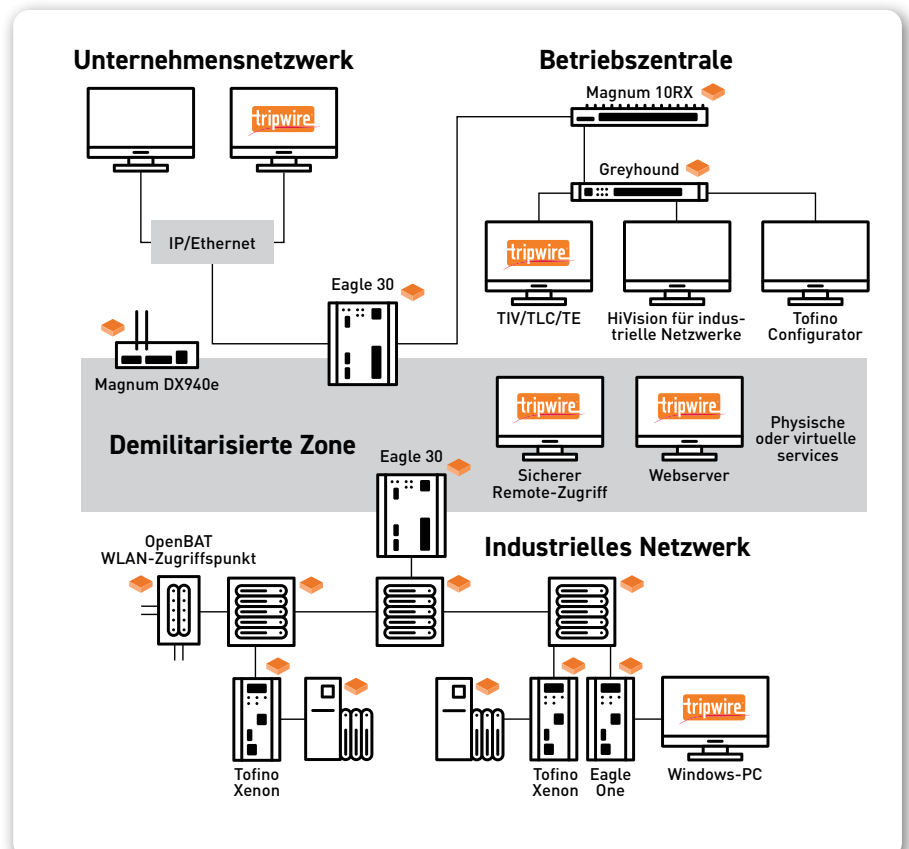 Unternehmensnetzwerk
tripwire
IP/Ethernet
Betriebszentrale
Magnum 10RX
Greyhound
tripwire
TIV/TLC/TE
HiVision für indus-
trielle Netzwerke
Tofino
Configurator
Eagle 30
Magnum DX940e
Demilitarisierte Zone
Eagle 30
tripwire
Sicherer
Remote-Zugriff
tripwire
Webserver
Physische
oder virtuelle
services
Industrielles Netzwerk
OpenBAT
WLAN-Zugriffspunkt
Tofino
Xenon
Tofino
Xenon
Eagle
One
tripwire
Windows-PC